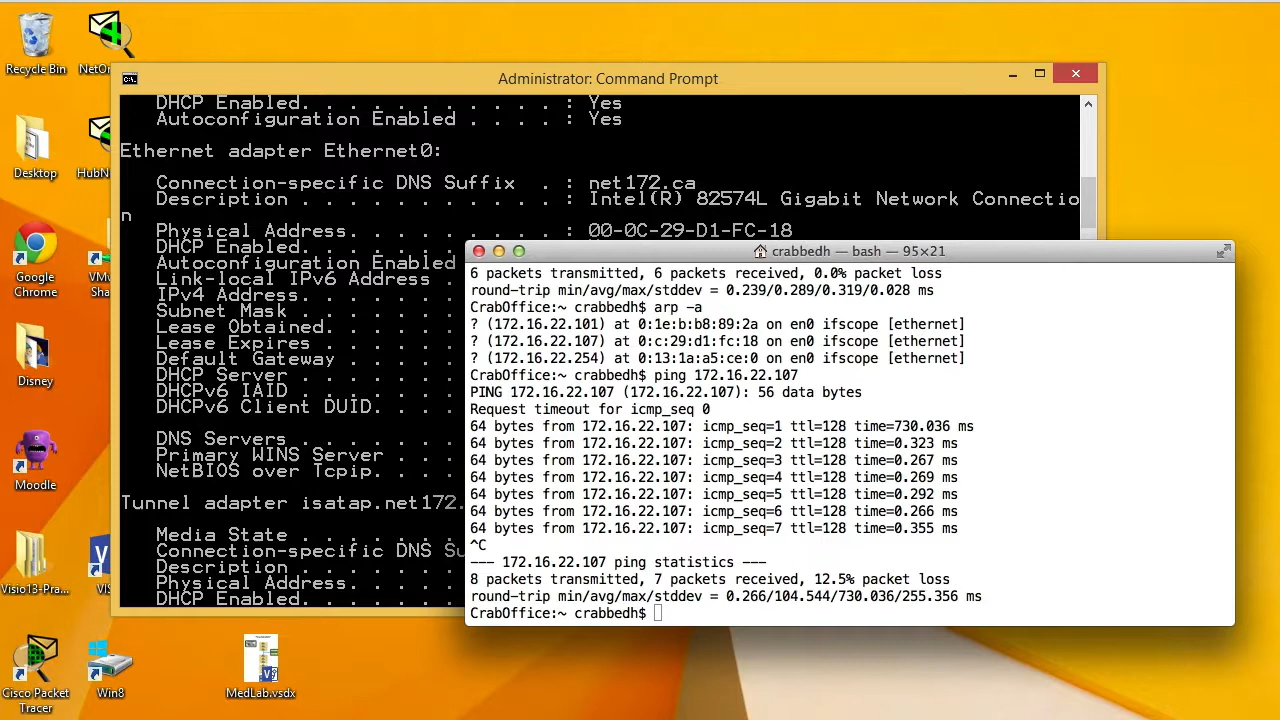 Recycle Bin
NetOr
Desktop
HubN
Google
Chrome
VMw
Sha
Disney
Moodle
Visio13-Pra...
VIS
Cisco Packet
Tracer
Win8
MedLab.vsdx
Administrator: Command Prompt
DHCP Enabled. . . . . . . . . . . : Yes
Autoconfiguration Enabled . . . . : Yes
Ethernet adapter Ethernet0:
Connection-specific DNS Suffix  . : net172.ca
Description . . . . . . . . . . . : Intel(R) 82574L Gigabit Network Connectio
n
Physical Address. . . . . . . . . : 00-0C-29-D1-FC-18
DHCP Enabled. . . . . . . .
Autoconfiguration Enabled
Link-local IPv6 Address .
IPv4 Address. . . . . . .
Subnet Mask . . . . . . .
Lease Obtained. . . . . .
Lease Expires . . . . . .
Default Gateway . . . . .
DHCP Server . . . . . . .
DHCPv6 IAID . . . . . . .
DHCPv6 Client DUID. . . .
DNS Servers . . . . . . .
Primary WINS Server . . .
NetBIOS over Tcpip. . . .
Tunnel adapter isatap.net172.
Media State . . . . . . .
Connection-specific DNS Su
Description . . . . . . .
Physical Address. . . . .
DHCP Enabled. . . . . . .
crabbedh — bash — 95×21
6 packets transmitted, 6 packets received, 0.0% packet loss
round-trip min/avg/max/stddev = 0.239/0.289/0.319/0.028 ms
CrabOffice:~ crabbedh$ arp -a
? (172.16.22.101) at 0:1e:b:b8:89:2a on en0 ifscope [ethernet]
? (172.16.22.107) at 0:c:29:d1:fc:18 on en0 ifscope [ethernet]
? (172.16.22.254) at 0:13:1a:a5:ce:0 on en0 ifscope [ethernet]
CrabOffice:~ crabbedh$ ping 172.16.22.107
PING 172.16.22.107 (172.16.22.107): 56 data bytes
Request timeout for icmp_seq 0
64 bytes from 172.16.22.107: icmp_seq=1 ttl=128 time=730.036 ms
64 bytes from 172.16.22.107: icmp_seq=2 ttl=128 time=0.323 ms
64 bytes from 172.16.22.107: icmp_seq=3 ttl=128 time=0.267 ms
64 bytes from 172.16.22.107: icmp_seq=4 ttl=128 time=0.269 ms
64 bytes from 172.16.22.107: icmp_seq=5 ttl=128 time=0.292 ms
64 bytes from 172.16.22.107: icmp_seq=6 ttl=128 time=0.266 ms
64 bytes from 172.16.22.107: icmp_seq=7 ttl=128 time=0.355 ms
^C
--- 172.16.22.107 ping statistics ---
8 packets transmitted, 7 packets received, 12.5% packet loss
round-trip min/avg/max/stddev = 0.266/104.544/730.036/255.356 ms
CrabOffice:~ crabbedh$